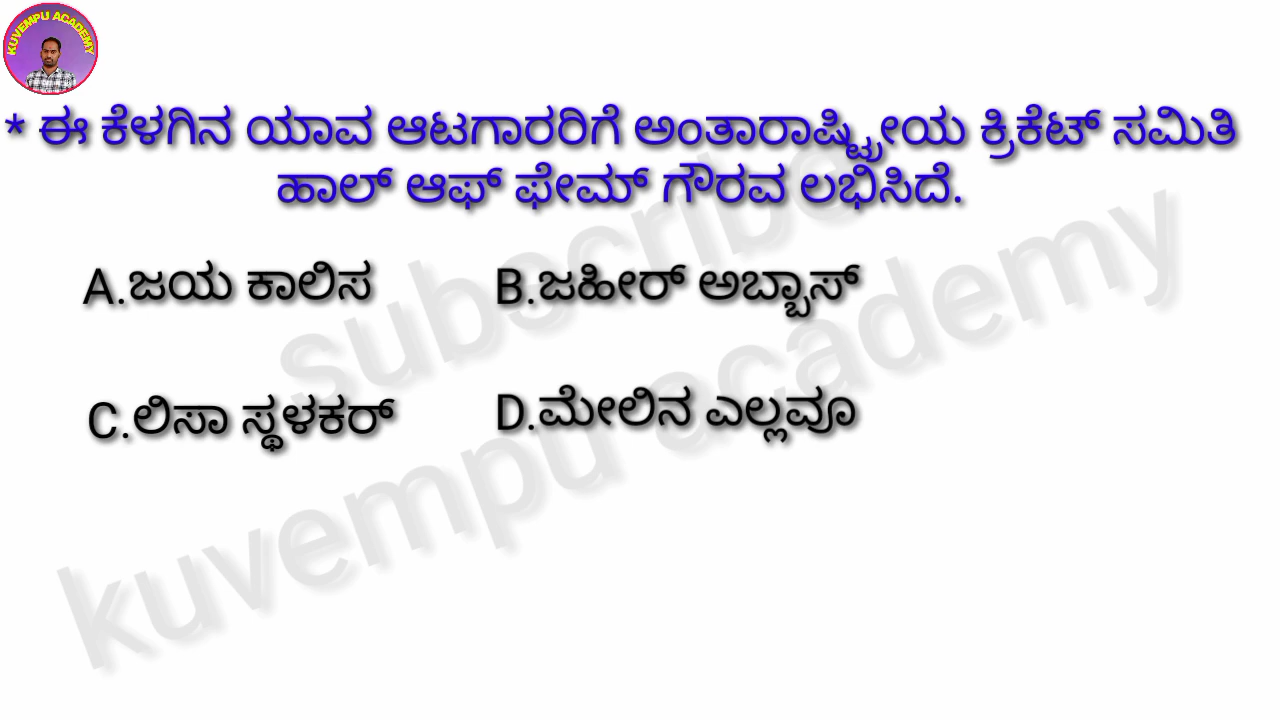 KUVEMPU ACADEMY
* ಈ ಕೆಳಗಿನ ಯಾವ ಆಟಗಾರರಿಗೆ ಅಂತಾರಾಷ್ಟ್ರೀಯ ಕ್ರಿಕೆಟ್ ಸಮಿತಿ
ಹಾಲ್ ಆಫ್ ಫೇಮ್ ಗೌರವ ಲಭಿಸಿದೆ.
A.ಜಯ ಕಾಲಿಸ
B.ಜಹೀರ್ ಅಬ್ಬಾಸ್
C.ಲಿಸಾ ಸ್ಥಳಕರ್
D.ಮೇಲಿನ ಎಲ್ಲವೂ
subscribe
kuvempu academy